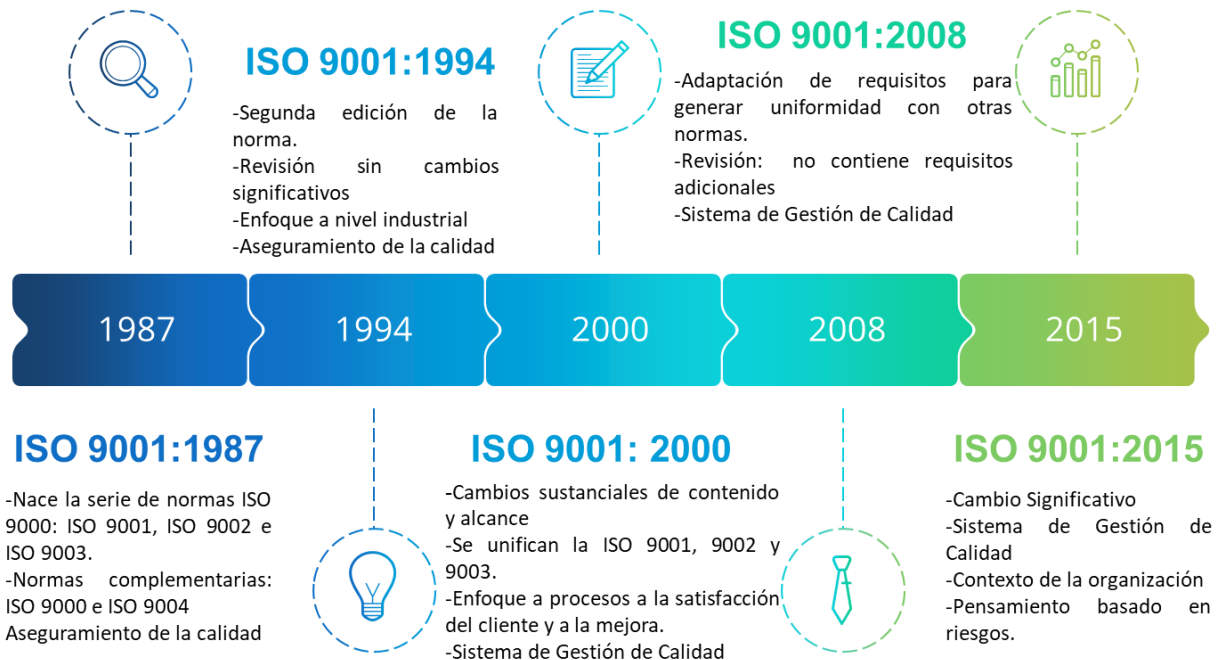 ISO 9001:1994
-Segunda edición de la
norma.
-Revisión sin cambios
significativos
-Enfoque a nivel industrial
-Aseguramiento de la calidad
ISO 9001:2008
-Adaptación de requisitos para
generar uniformidad con otras
normas.
-Revisión: no contiene requisitos
adicionales
-Sistema de Gestión de Calidad
1987
1994
2000
2008
2015
ISO 9001:1987
-Nace la serie de normas ISO
9000: ISO 9001, ISO 9002 e
ISO 9003.
-Normas complementarias:
ISO 9000 e ISO 9004
Aseguramiento de la calidad
ISO 9001: 2000
-Cambios sustanciales de contenido
y alcance
-Se unifican la ISO 9001, 9002 y
9003.
-Enfoque a procesos a la satisfacción
del cliente y a la mejora.
-Sistema de Gestión de Calidad
ISO 9001:2015
-Cambio Significativo
-Sistema de Gestión de
Calidad
-Contexto de la organización
-Pensamiento basado en
riesgos.